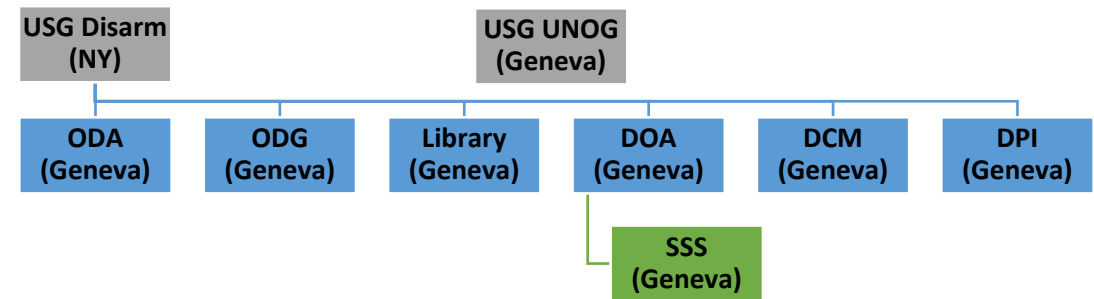 USG Disarm
(NY)
USG UNOG
(Geneva)
ODA
(Geneva)
ODG
(Geneva)
Library
(Geneva)
DOA
(Geneva)
DCM
(Geneva)
DPI
(Geneva)
SSS
(Geneva)